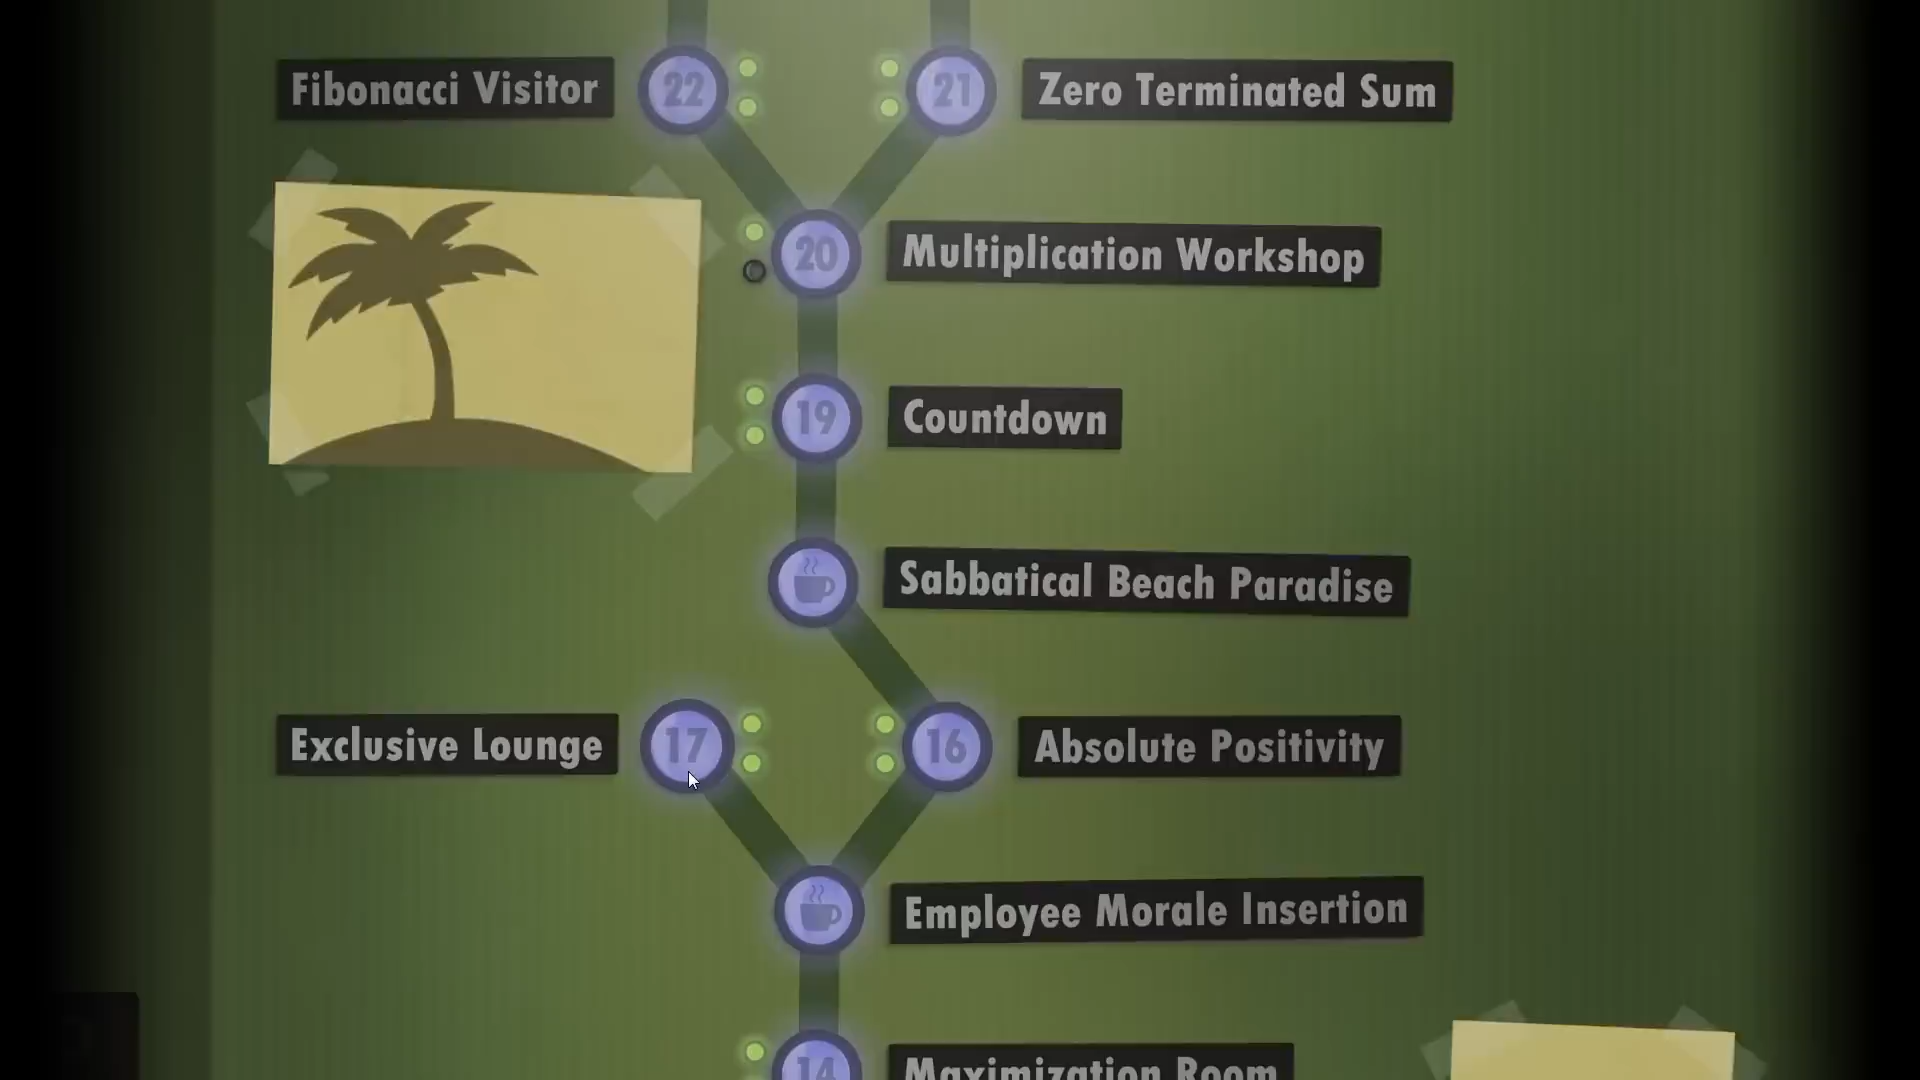 Fibonacci Visitor 22 21 Zero Terminated Sum
20 Multiplication Workshop
19 Countdown
Sabbatical Beach Paradise
Exclusive Lounge 17 16 Absolute Positivity
Employee Morale Insertion
14 Maximization Room